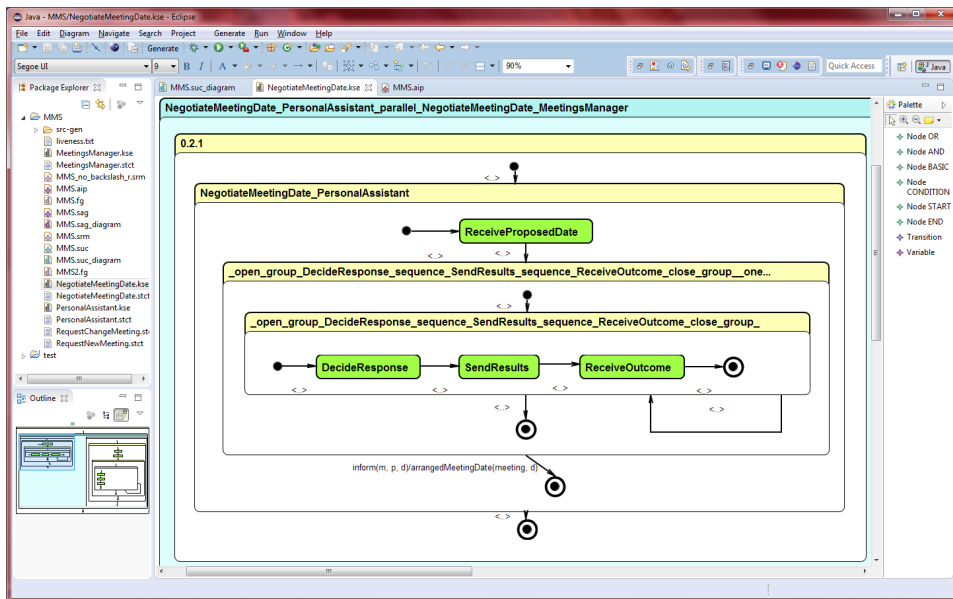 Java - MMS/NegotiateMeetingDate.kse - Eclipse
File Edit Diagram Navigate Search Project Generate Run Window Help
Generate
Segoe UI 9 B I A 90% Quick Access Java
Package Explorer
MMS.suc_diagram NegotiateMeetingDate.kse MMS.aip
MMS
src-gen
liveness.txt
MeetingsManager.kse
MeetingsManager.stct
MMS_no_backslash_r.srm
MMS.aip
MMS.fg
MMS.sag
MMS.sag_diagram
MMS.srm
MMS.suc
MMS.suc_diagram
MMS2.fg
NegotiateMeetingDate.kse
NegotiateMeetingDate.stct
PersonalAssistant.kse
PersonalAssistant.stct
RequestChangeMeeting.st
RequestNewMeeting.stct
test
Outline
NegotiateMeetingDate_PersonalAssistant_parallel_NegotiateMeetingDate_MeetingsManager
0.2.1
<..>
NegotiateMeetingDate_PersonalAssistant
ReceiveProposedDate
<..> <..>
_open_group_DecideResponse_sequence_SendResults_sequence_ReceiveOutcome_close_group__one...
<..>
_open_group_DecideResponse_sequence_SendResults_sequence_ReceiveOutcome_close_group_
DecideResponse SendResults ReceiveOutcome
<..> <..> <..> <..>
<..> <..>
inform(m, p, d)/arrangedMeetingDate(meeting, d)
<..>
Palette
Node OR
Node AND
Node BASIC
Node
CONDITION
Node START
Node END
Transition
Variable